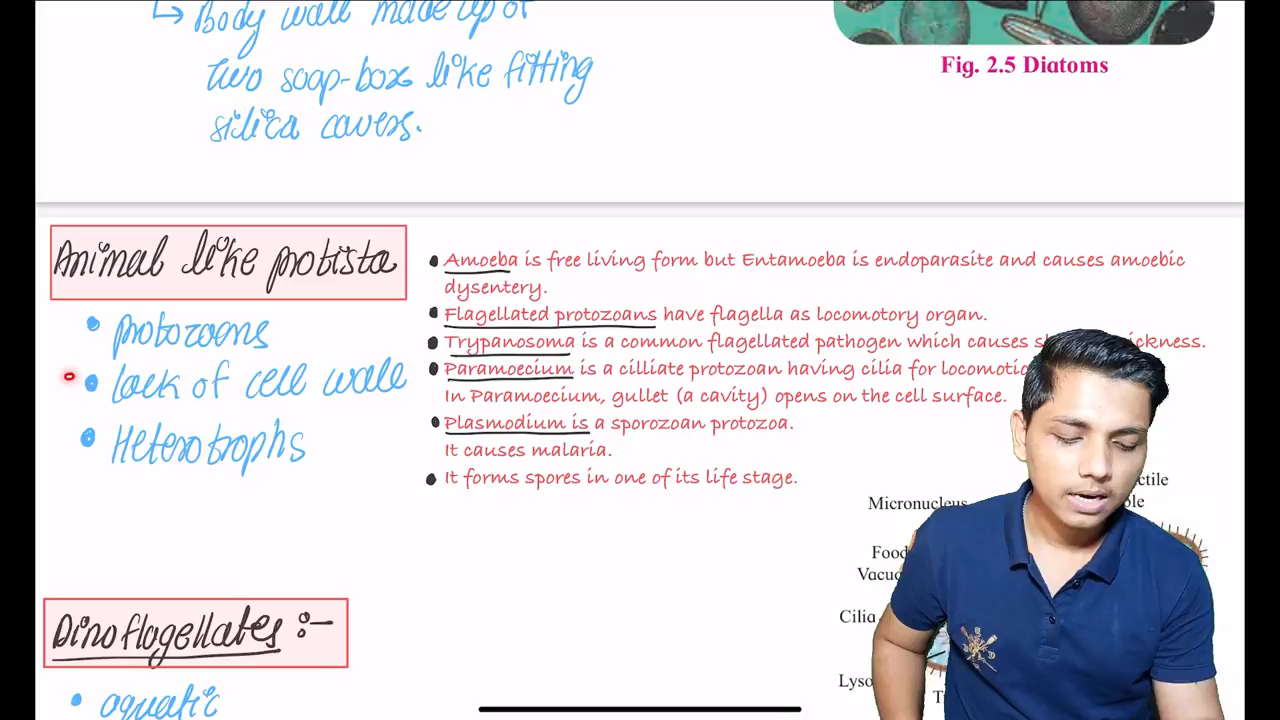 ↳ Body wall made up of
two soap-box like fitting
silica covers.
Fig. 2.5 Diatoms
Animal like protista
• protozoans
• lack of cell wall
• Heterotrophs
• Amoeba is free living form but Entamoeba is endoparasite and causes amoebic
dysentery.
• Flagellated protozoans have flagella as locomotory organ.
• Trypanosoma is a common flagellated pathogen which causes sickness.
• Paramoecium is a cilliate protozoan having cilia for
In Paramoecium, gullet (a cavity) opens on the cell surface.
• Plasmodium is a sporozoan protozoa.
It causes malaria.
• It forms spores in one of its life stage.
Micronucleus
Food
Cilia
Dinoflagellates :-
• aquatic